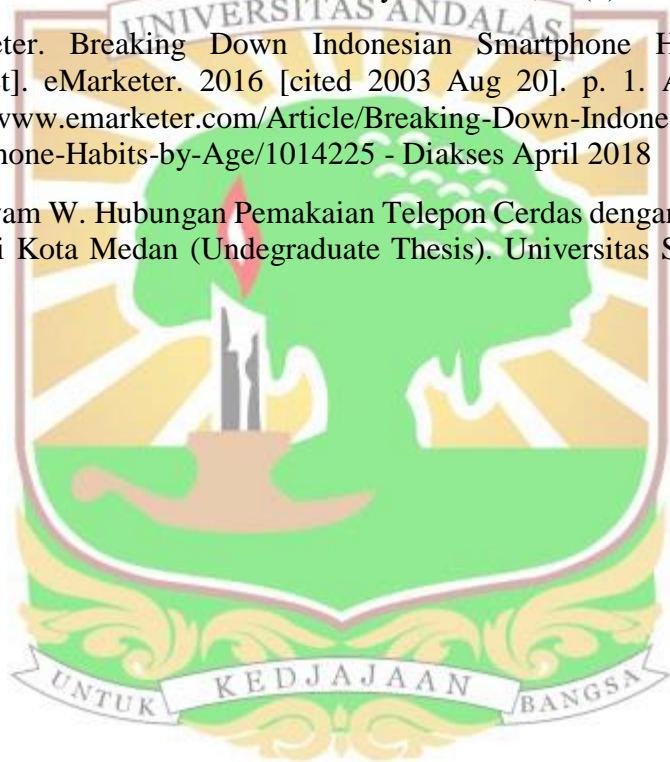 UNIVERSITAS ANDALAS
eter. Breaking Down Indonesian Smartphone H
et]. eMarketer. 2016 [cited 2003 Aug 20]. p. 1. A
www.emarketer.com/Article/Breaking-Down-Indone
hone-Habits-by-Age/1014225 - Diakses April 2018
am W. Hubungan Pemakaian Telepon Cerdas dengan
i Kota Medan (Undegraduate Thesis). Universitas S
UNTUK KEDJAJAAN BANGSA